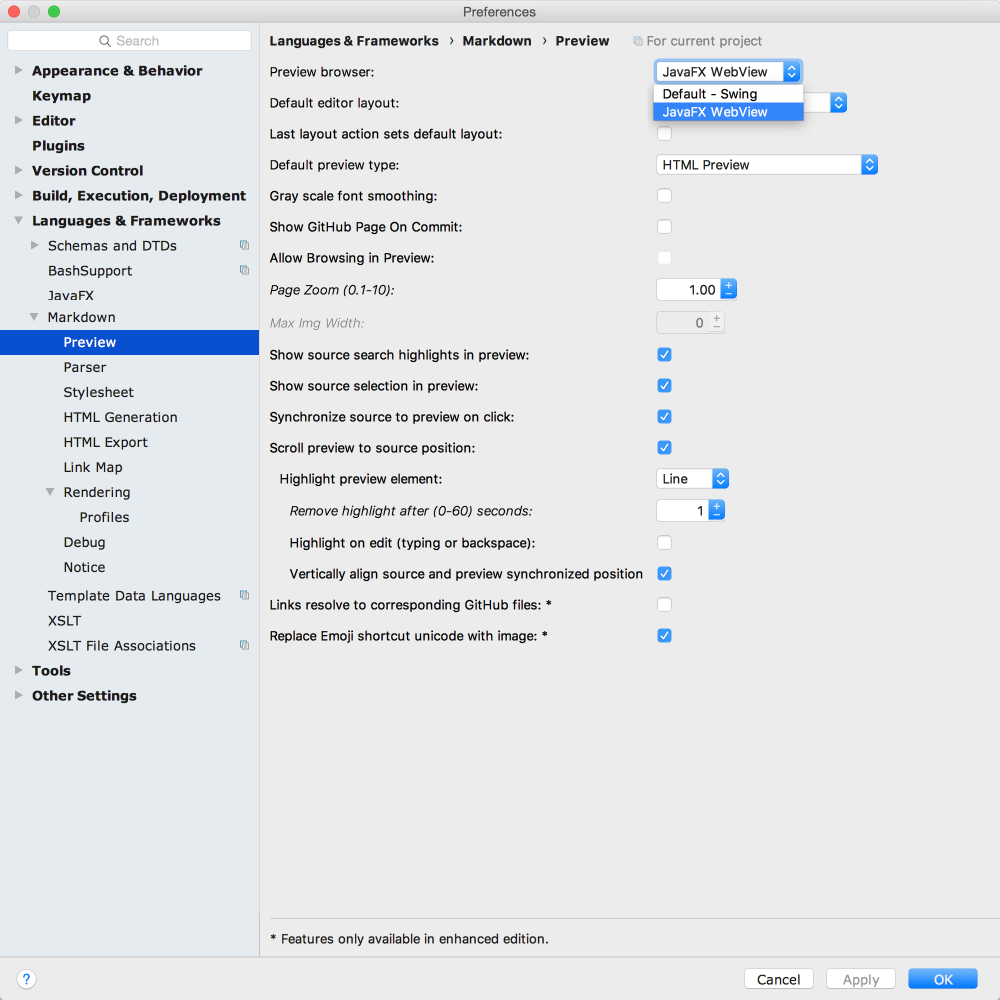 Preferences
Search
Appearance & Behavior
Keymap
Editor
Plugins
Version Control
Build, Execution, Deployment
Languages & Frameworks
Schemas and DTDs
BashSupport
JavaFX
Markdown
Preview
Parser
Stylesheet
HTML Generation
HTML Export
Link Map
Rendering
Profiles
Debug
Notice
Template Data Languages
XSLT
XSLT File Associations
Tools
Other Settings
Languages & Frameworks › Markdown › Preview For current project
Preview browser: JavaFX WebView
Default - Swing
JavaFX WebView
Default editor layout:
Last layout action sets default layout:
Default preview type: HTML Preview
Gray scale font smoothing:
Show GitHub Page On Commit:
Allow Browsing in Preview:
Page Zoom (0.1-10): 1.00
Max Img Width: 0
Show source search highlights in preview:
Show source selection in preview:
Synchronize source to preview on click:
Scroll preview to source position:
Highlight preview element: Line
Remove highlight after (0-60) seconds: 1
Highlight on edit (typing or backspace):
Vertically align source and preview synchronized position
Links resolve to corresponding GitHub files: *
Replace Emoji shortcut unicode with image: *
* Features only available in enhanced edition.
? Cancel Apply OK